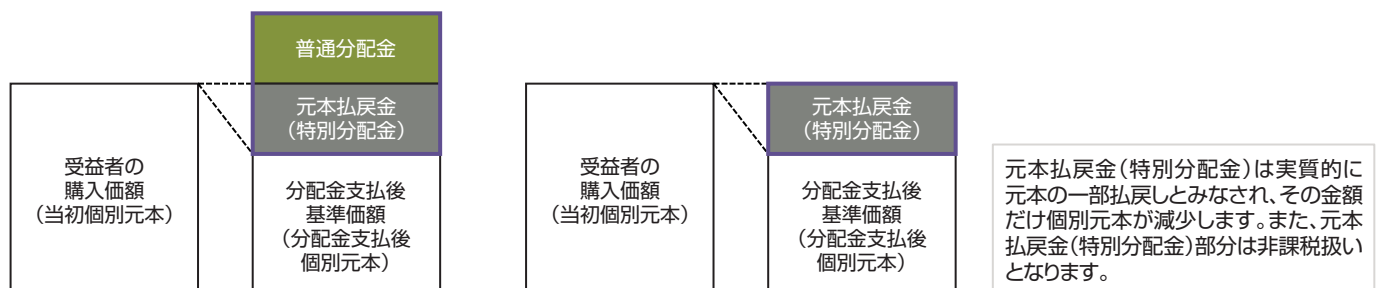 普通分配金
元本払戻金
（特別分配金）
受益者の
購入価額
（当初個別元本）
分配金支払後
基準価額
（分配金支払後
個別元本）
元本払戻金
（特別分配金）
受益者の
購入価額
（当初個別元本）
分配金支払後
基準価額
（分配金支払後
個別元本）
元本払戻金（特別分配金）は実質的に
元本の一部払戻しとみなされ、その金額
だけ個別元本が減少します。また、元本
払戻金（特別分配金）部分は非課税扱い
となります。